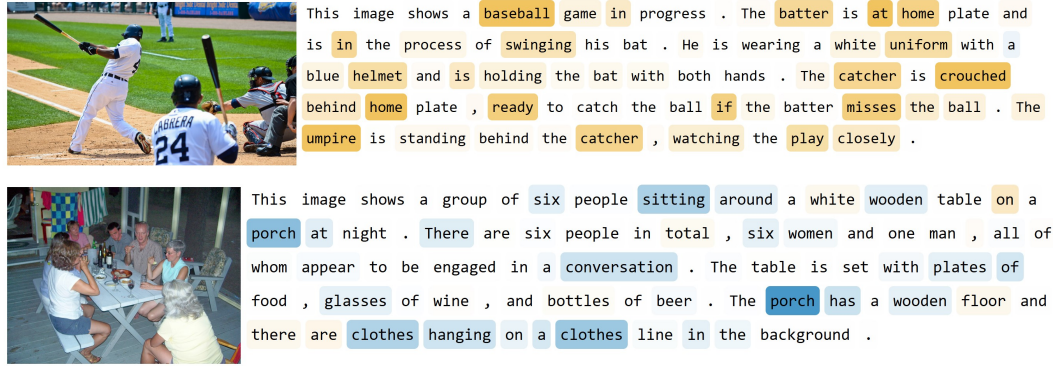 This image shows a baseball game in progress . The batter is at home plate and
is in the process of swinging his bat . He is wearing a white uniform with a
blue helmet and is holding the bat with both hands . The catcher is crouched
behind home plate , ready to catch the ball if the batter misses the ball . The
umpire is standing behind the catcher , watching the play closely .
CABRERA
24
This image shows a group of six people sitting around a white wooden table on a
porch at night . There are six people in total , six women and one man , all of
whom appear to be engaged in a conversation . The table is set with plates of
food , glasses of wine , and bottles of beer . The porch has a wooden floor and
there are clothes hanging on a clothes line in the background .